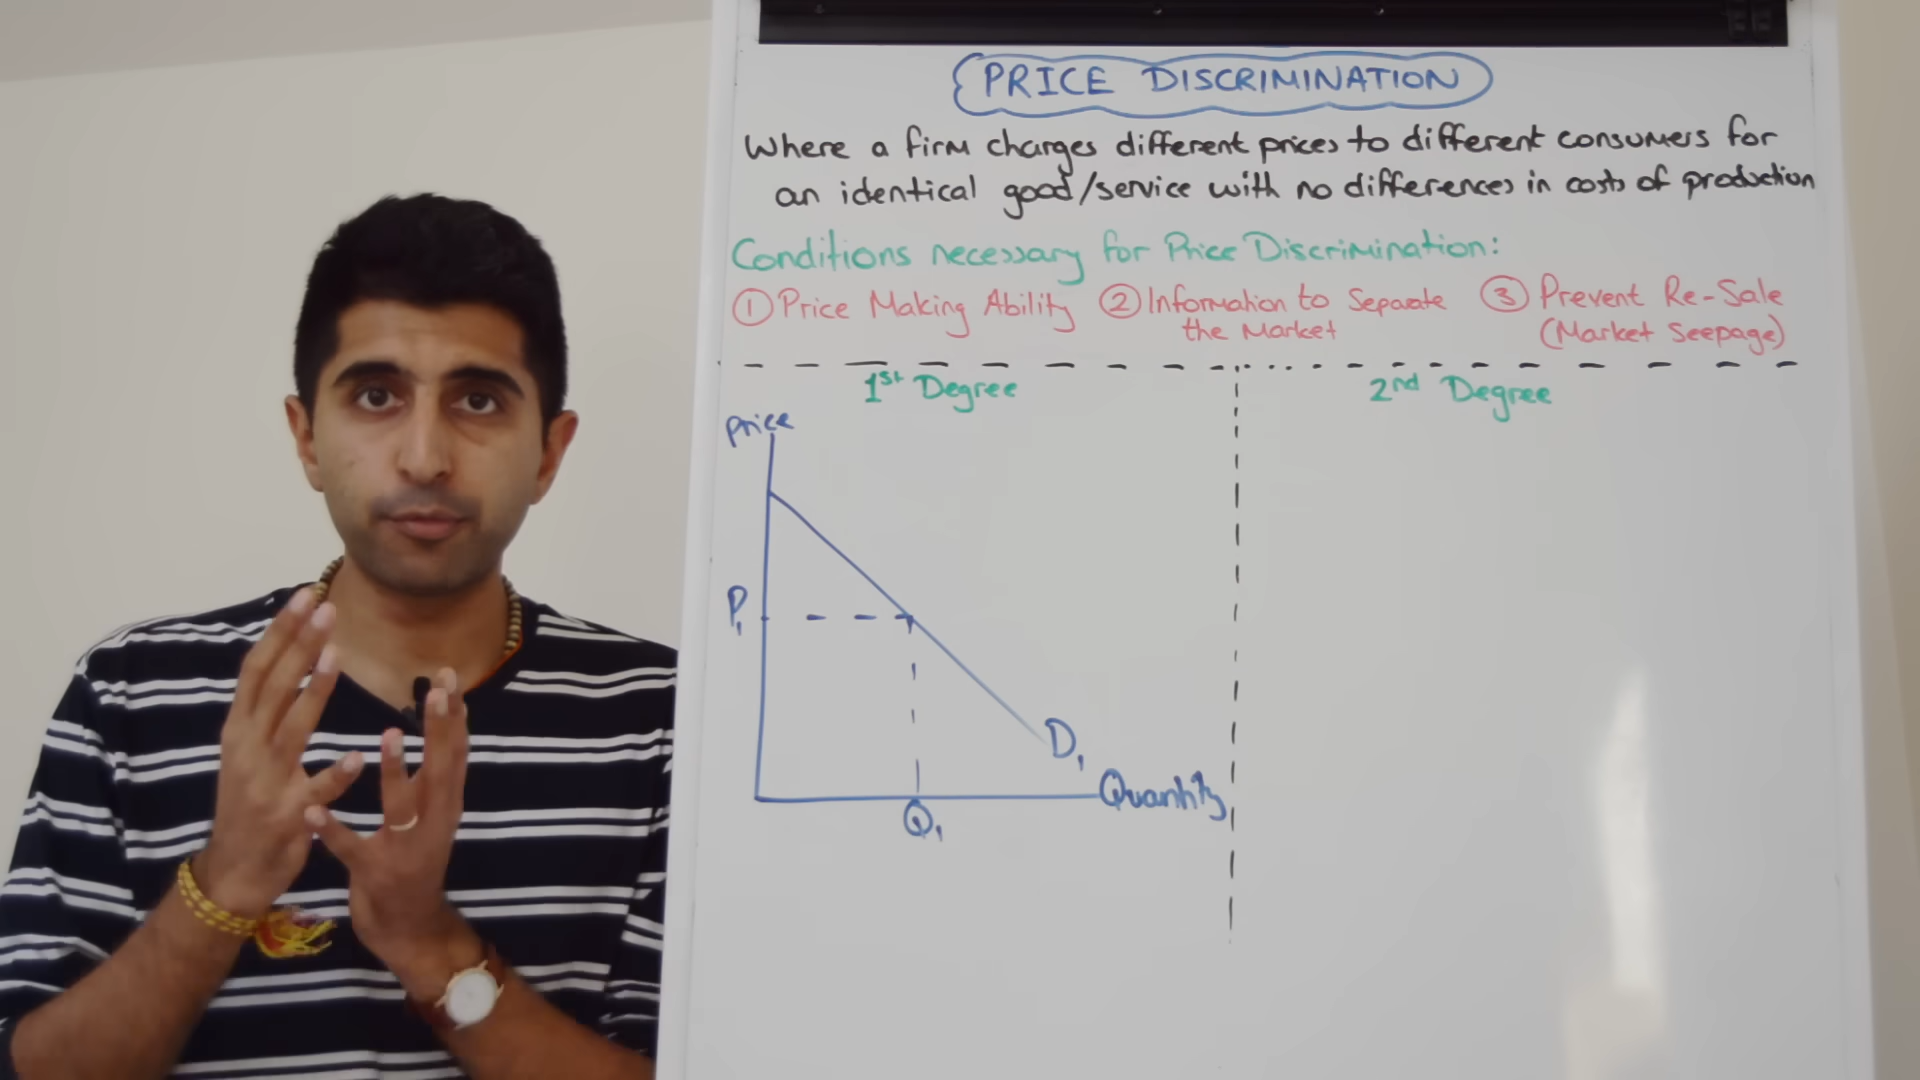 PRICE DISCRIMINATION
Where a firm charges different prices to different consumers for
an identical good/service with no differences in costs of production
Conditions necessary for Price Discrimination:
① Price Making Ability ② Information to Separate ③ Prevent Re-Sale
the Market (Market Seepage)
1st Degree 2nd Degree
Price
P1
D1
Quantity
Q1